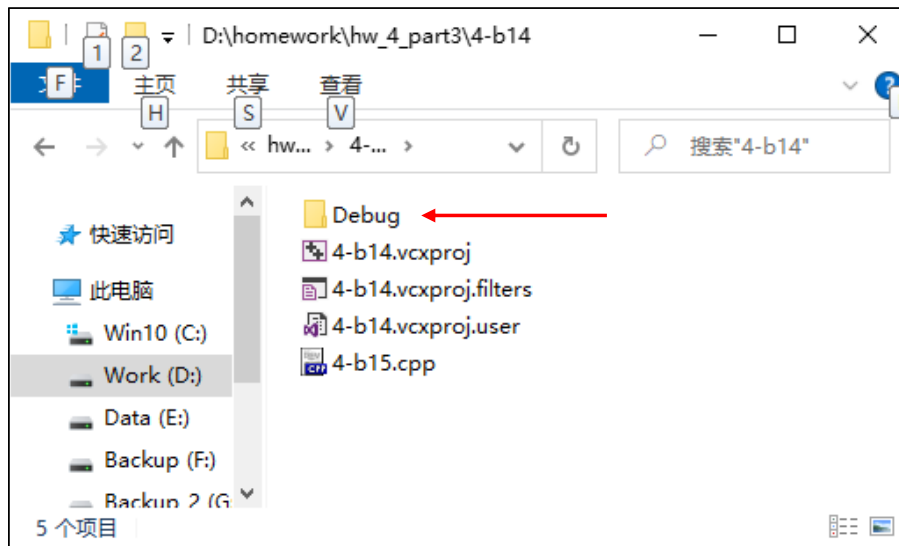 D:\homework\hw_4_part3\4-b14
1
2
F
主页
共享
查看
?
H
S
V
« hw... › 4-... ›
搜索"4-b14"
快速访问
此电脑
Win10 (C:)
Work (D:)
Data (E:)
Backup (F:)
Backup 2 (G
Debug
4-b14.vcxproj
4-b14.vcxproj.filters
4-b14.vcxproj.user
4-b15.cpp
5 个项目